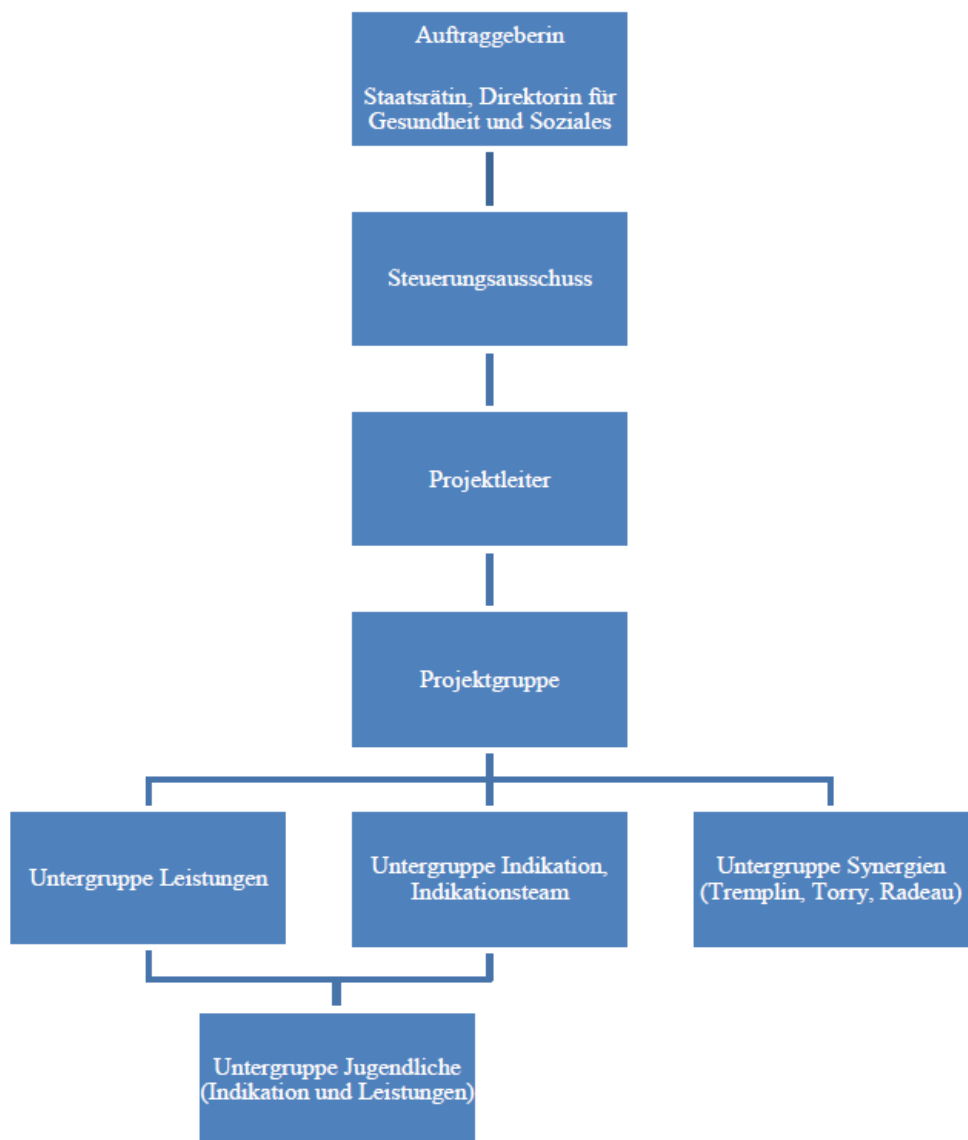 Auftraggeberin
Staatsrätin, Direktorin für
Gesundheit und Soziales
Steuerungsausschuss
Projektleiter
Projektgruppe
Untergruppe Leistungen
Untergruppe Indikation,
Indikationsteam
Untergruppe Synergien
(Tremplin, Torry, Radeau)
Untergruppe Jugendliche
(Indikation und Leistungen)